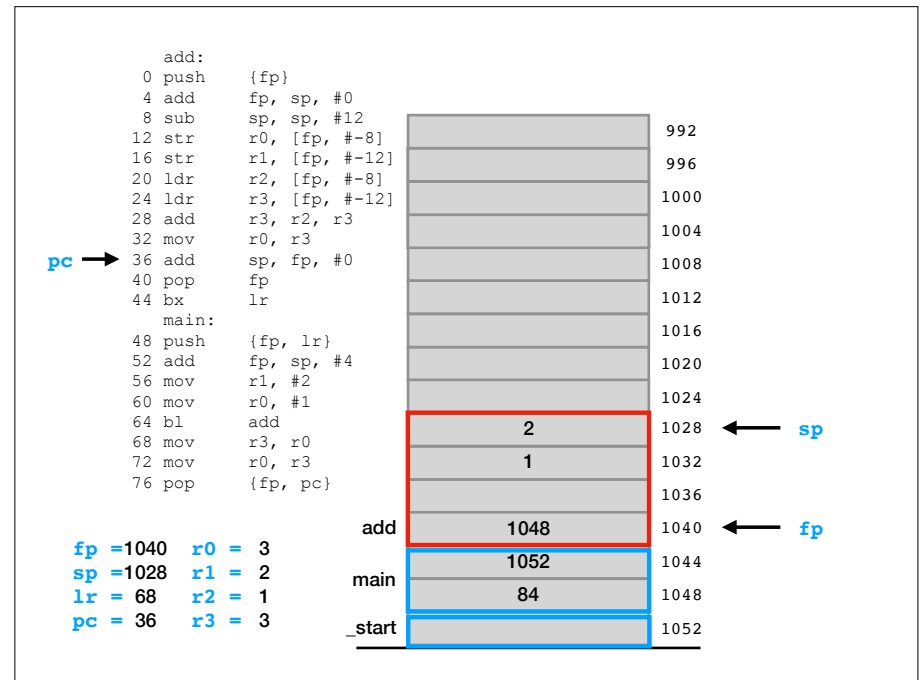 add:
0 push {fp}
4 add fp, sp, #0
8 sub sp, sp, #12
12 str r0, [fp, #-8]
16 str r1, [fp, #-12]
20 ldr r2, [fp, #-8]
24 ldr r3, [fp, #-12]
28 add r3, r2, r3
32 mov r0, r3
pc 36 add sp, fp, #0
40 pop fp
44 bx lr
main:
48 push {fp, lr}
52 add fp, sp, #4
56 mov r1, #2
60 mov r0, #1
64 bl add
68 mov r3, r0
72 mov r0, r3
76 pop {fp, pc}
fp =1040 r0 = 3
sp =1028 r1 = 2
lr = 68 r2 = 1
pc = 36 r3 = 3
992
996
1000
1004
1008
1012
1016
1020
1024
2 1028 sp
1 1032
1036
add 1048 1040 fp
main
1052 1044
84 1048
_start 1052